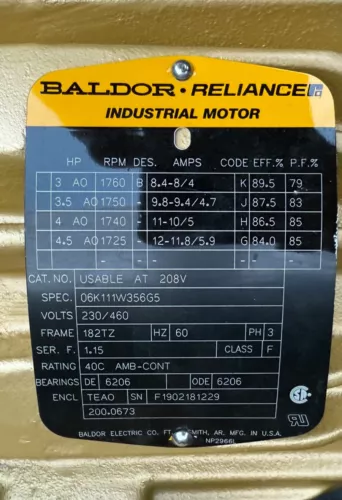 BALDOR • RELIANCE
INDUSTRIAL MOTOR
HP RPM DES. AMPS CODE EFF.% P.F.%
3 AO 1760 B 8.4-8/4 K 89.5 79
3.5 AO 1750 - 9.8-9.4/4.7 J 87.5 83
4 AO 1740 - 11-10/5 H 86.5 85
4.5 AO 1725 - 12-11.8/5.9 G 84.0 85
- - - - - -
CAT. NO. USABLE AT 208V
SPEC. 06K111W356G5
VOLTS 230/460
FRAME 182TZ HZ 60 PH 3
SER. F. 1.15 CLASS F
RATING 40C AMB-CONT
BEARINGS DE 6206 ODE 6206
ENCL TEAO SN F1902181229
200.0673
BALDOR ELECTRIC CO. FT. SMITH, AR. MFG. IN U.S.A.
NP2966L